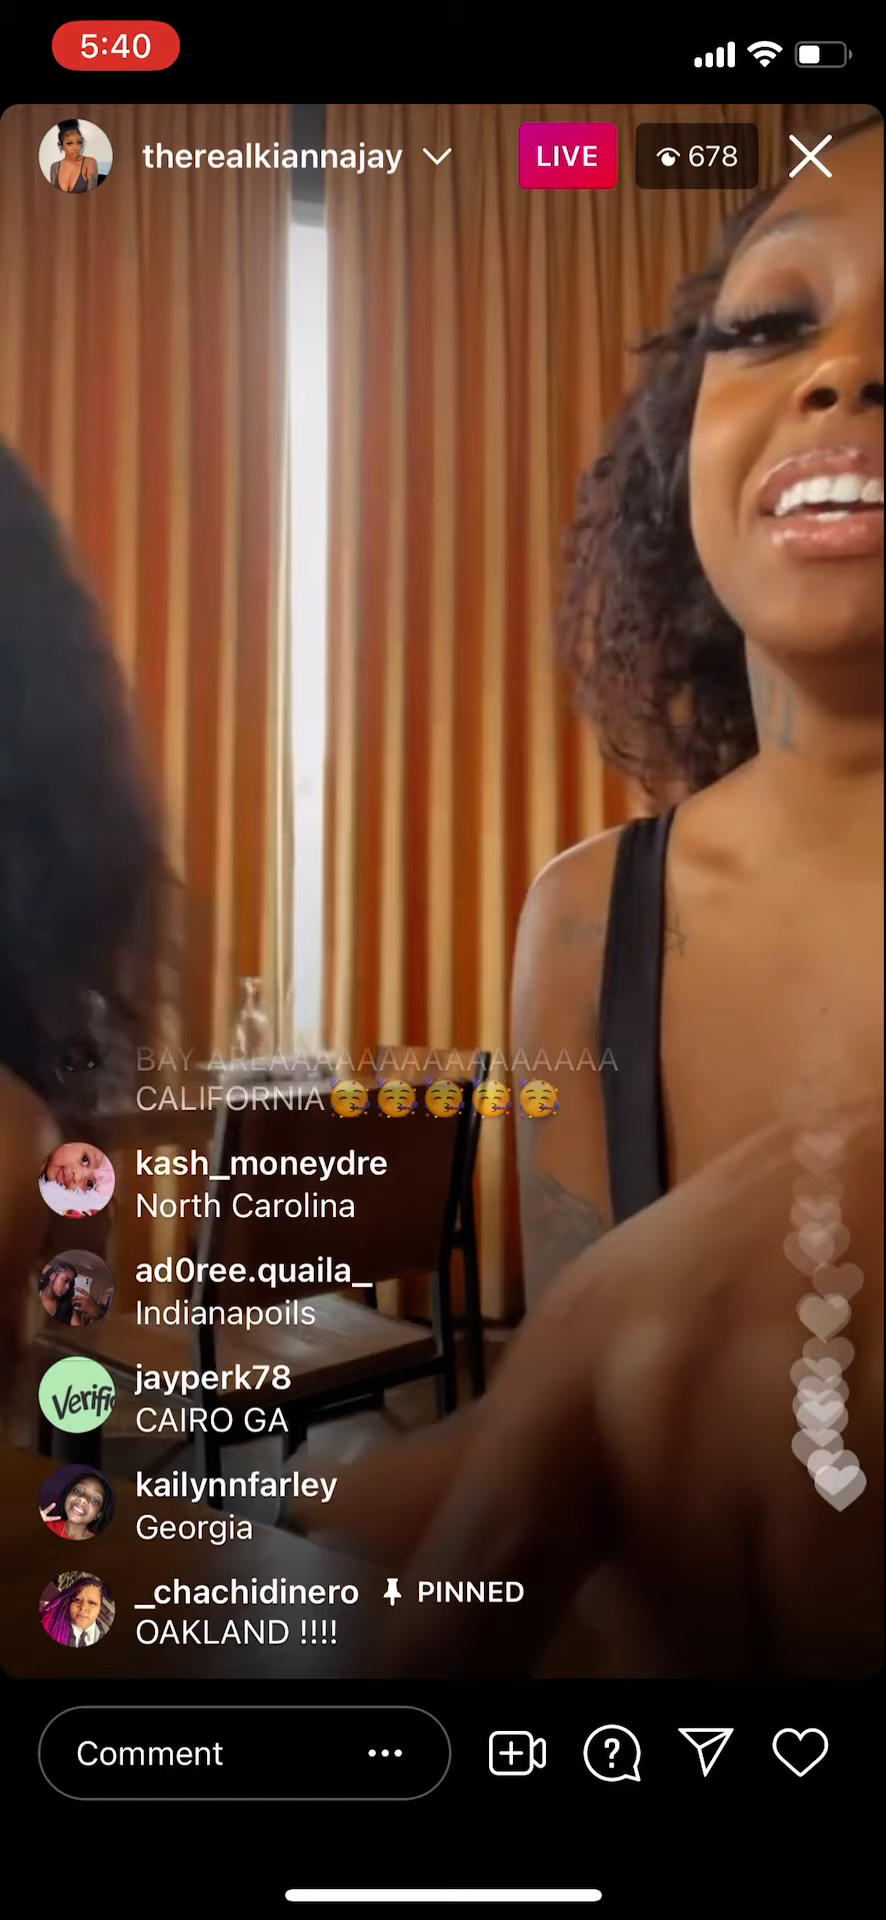 5:40
therealkiannajay
LIVE
678
BAY AREAAAAAAAAAAAAAAAAA
CALIFORNIA🥳🥳🥳🥳🥳
kash_moneydre
North Carolina
ad0ree.quaila_
Indianapoils
jayperk78
CAIRO GA
Verifi
kailynnfarley
Georgia
_chachidinero PINNED
OAKLAND !!!!
Comment ...